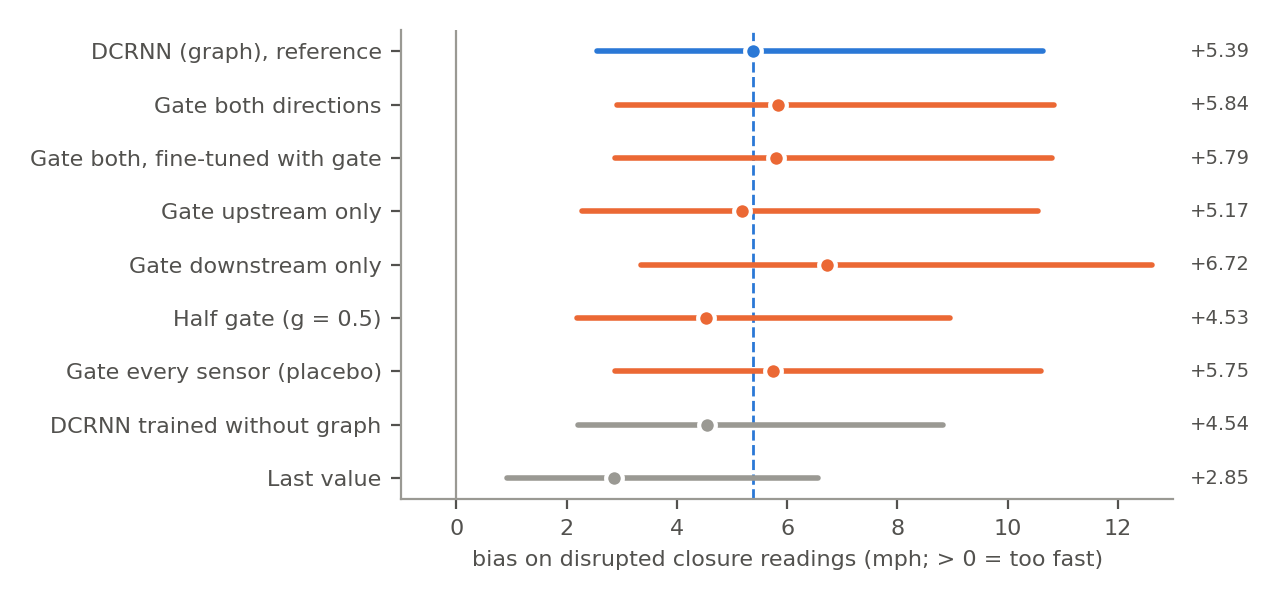 DCRNN (graph), reference +5.39
Gate both directions +5.84
Gate both, fine-tuned with gate +5.79
Gate upstream only +5.17
Gate downstream only +6.72
Half gate (g = 0.5) +4.53
Gate every sensor (placebo) +5.75
DCRNN trained without graph +4.54
Last value +2.85
0 2 4 6 8 10 12
bias on disrupted closure readings (mph; > 0 = too fast)